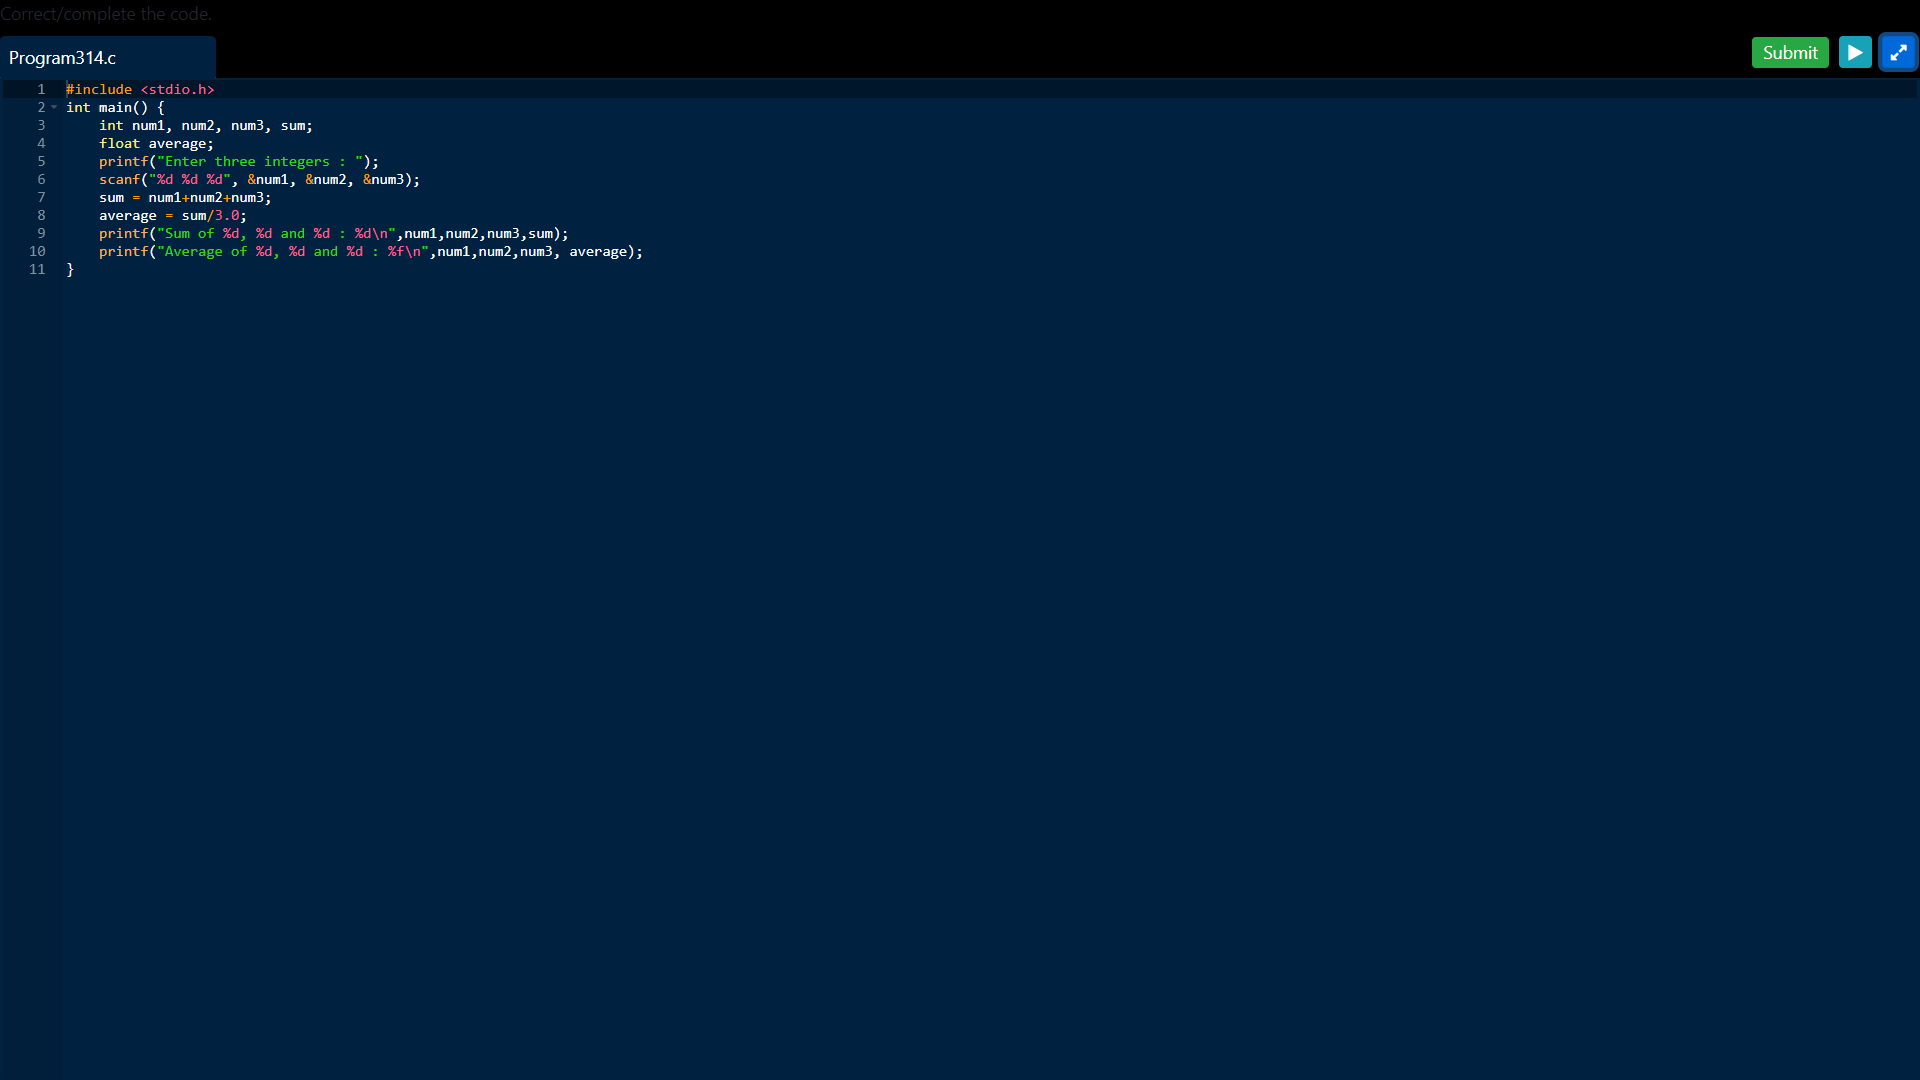 Correct/complete the code.
Program314.c
Submit
1 #include <stdio.h>
2 int main() {
3     int num1, num2, num3, sum;
4     float average;
5     printf("Enter three integers : ");
6     scanf("%d %d %d", &num1, &num2, &num3);
7     sum = num1+num2+num3;
8     average = sum/3.0;
9     printf("Sum of %d, %d and %d : %d\n",num1,num2,num3,sum);
10     printf("Average of %d, %d and %d : %f\n",num1,num2,num3, average);
11 }